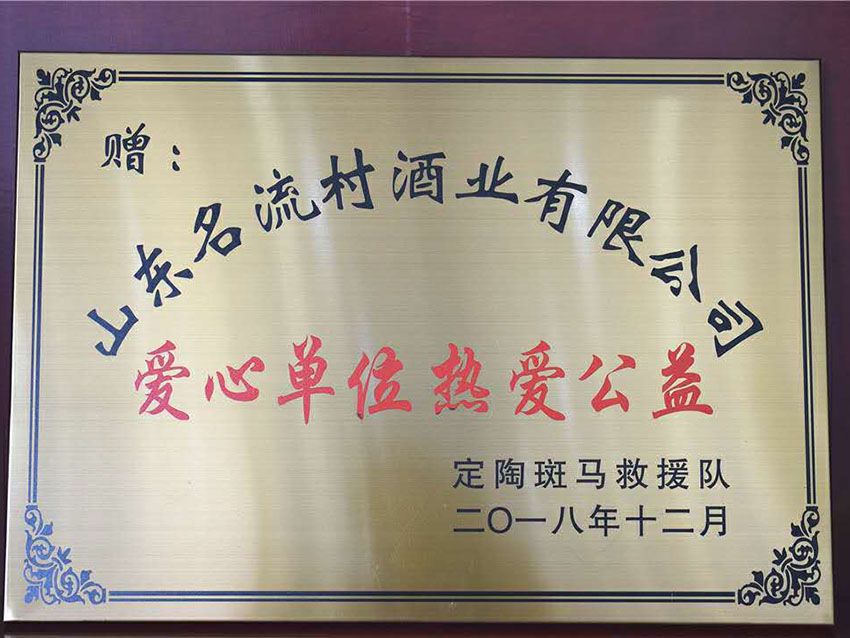 赠：
山东名流村酒业有限公司
爱心单位热爱公益
定陶斑马救援队
二〇一八年十二月